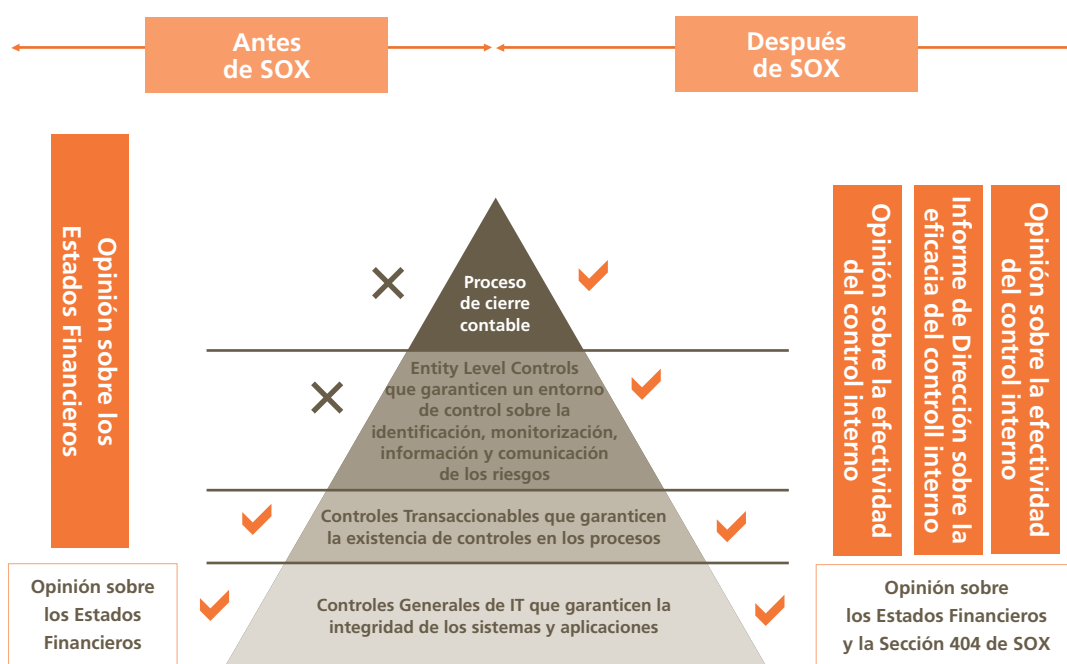 Antes
de SOX
Después
de SOX
Opinión sobre los
Estados Financieros
Proceso
de cierre
contable
Entity Level Controls
que garanticen un entorno
de control sobre la
identificación, monitorización,
información y comunicación
de los riesgos
Controles Transaccionables que garanticen
la existencia de controles en los procesos
Controles Generales de IT que garanticen la
integridad de los sistemas y aplicaciones
Opinión sobre la efectividad
del control interno
Informe de Dirección sobre la
eficacia del controll interno
Opinión sobre la efectividad
del control interno
Opinión sobre
los Estados
Financieros
Opinión sobre
los Estados Financieros
y la Sección 404 de SOX